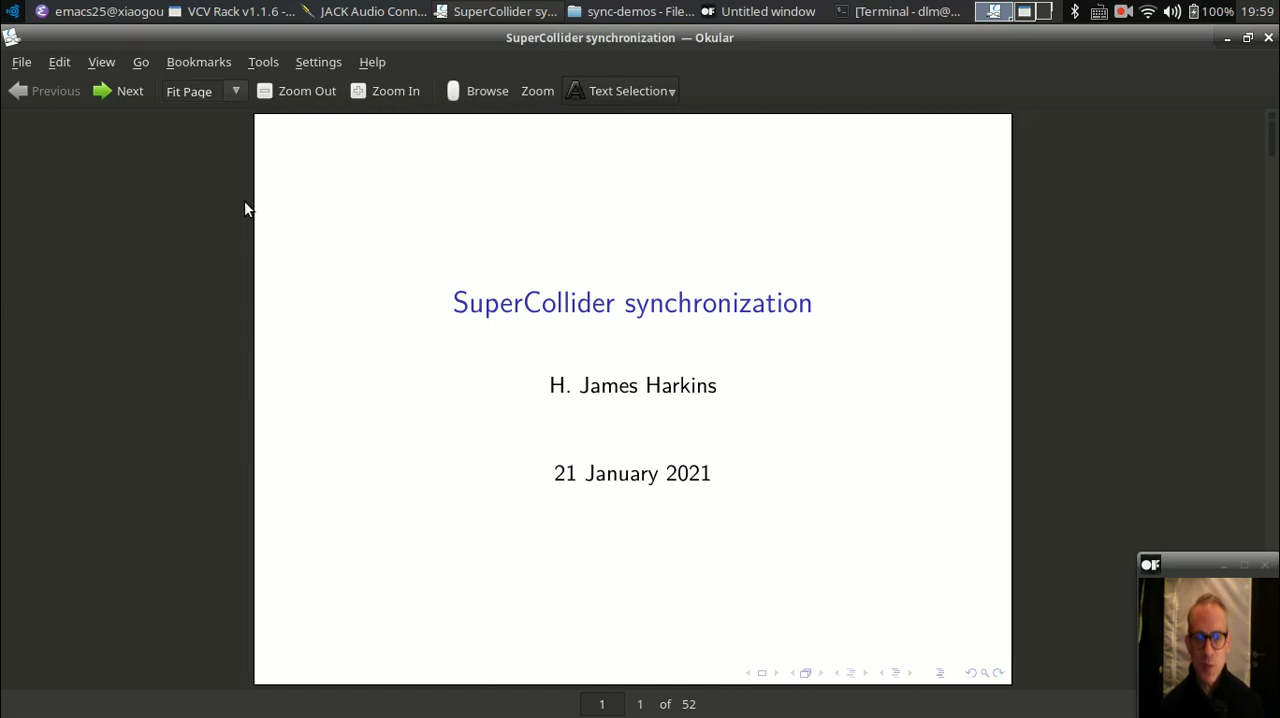 emacs25@xiaogou
VCV Rack v1.1.6 -...
JACK Audio Conn...
SuperCollider sy...
sync-demos - File...
Untitled window
[Terminal - dlm@...
100%
19:59
SuperCollider synchronization — Okular
File Edit View Go Bookmarks Tools Settings Help
Previous Next Fit Page Zoom Out Zoom In Browse Zoom Text Selection
SuperCollider synchronization
H. James Harkins
21 January 2021
1 1 of 52